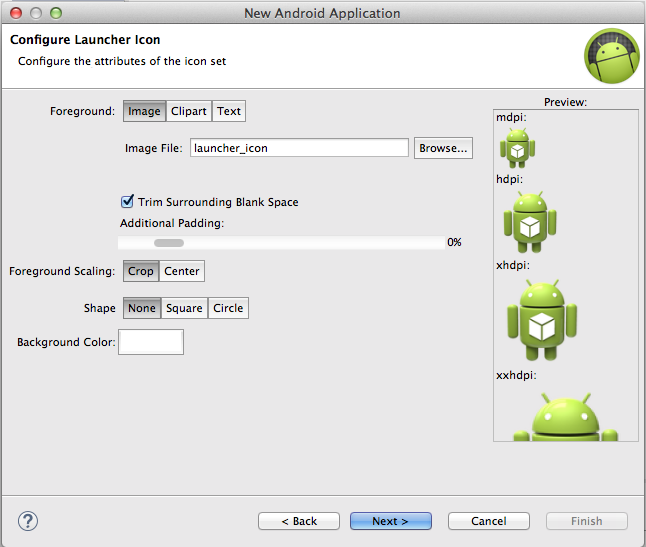 New Android Application
Configure Launcher Icon
Configure the attributes of the icon set
Foreground: Image Clipart Text
Image File: launcher_icon Browse...
Trim Surrounding Blank Space
Additional Padding:
0%
Foreground Scaling: Crop Center
Shape None Square Circle
Background Color:
Preview:
mdpi:
hdpi:
xhdpi:
xxhdpi:
? < Back Next > Cancel Finish